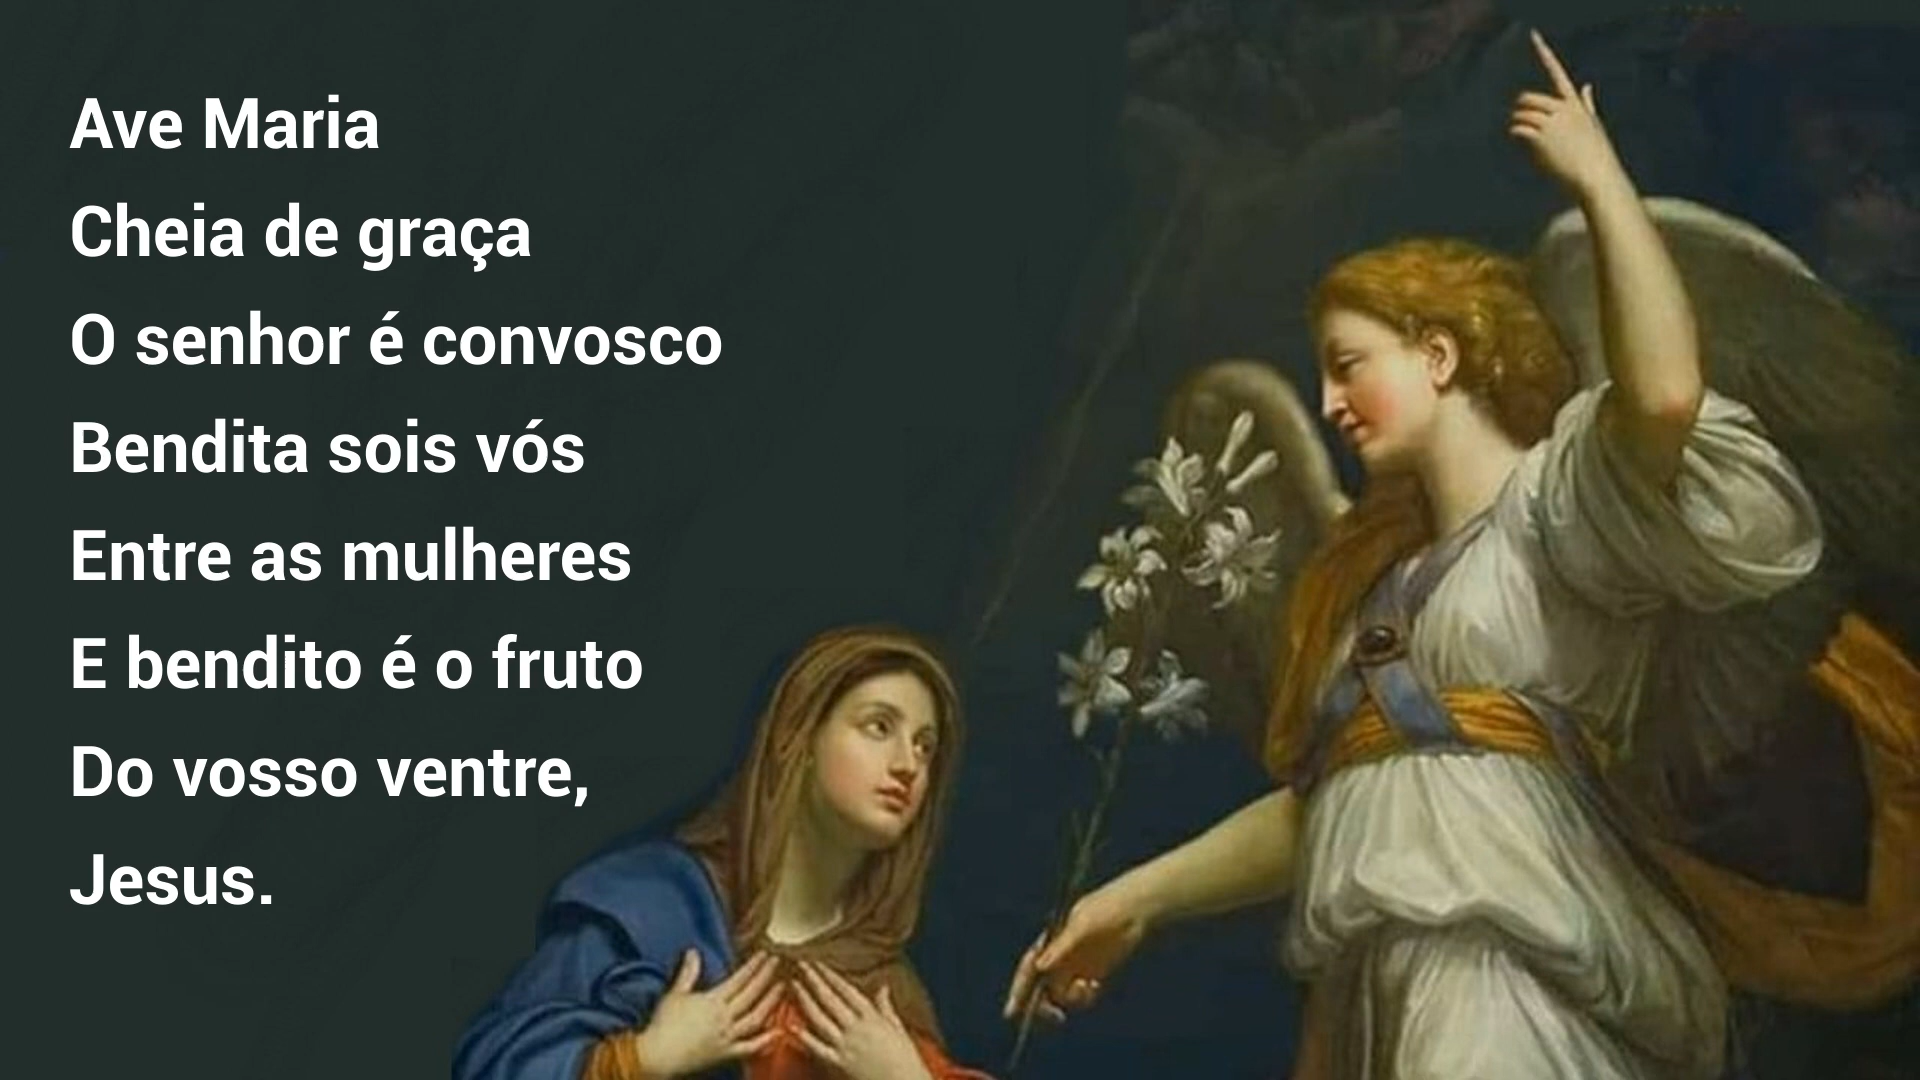 Ave Maria
Cheia de graça
O senhor é convosco
Bendita sois vós
Entre as mulheres
E bendito é o fruto
Do vosso ventre,
Jesus.